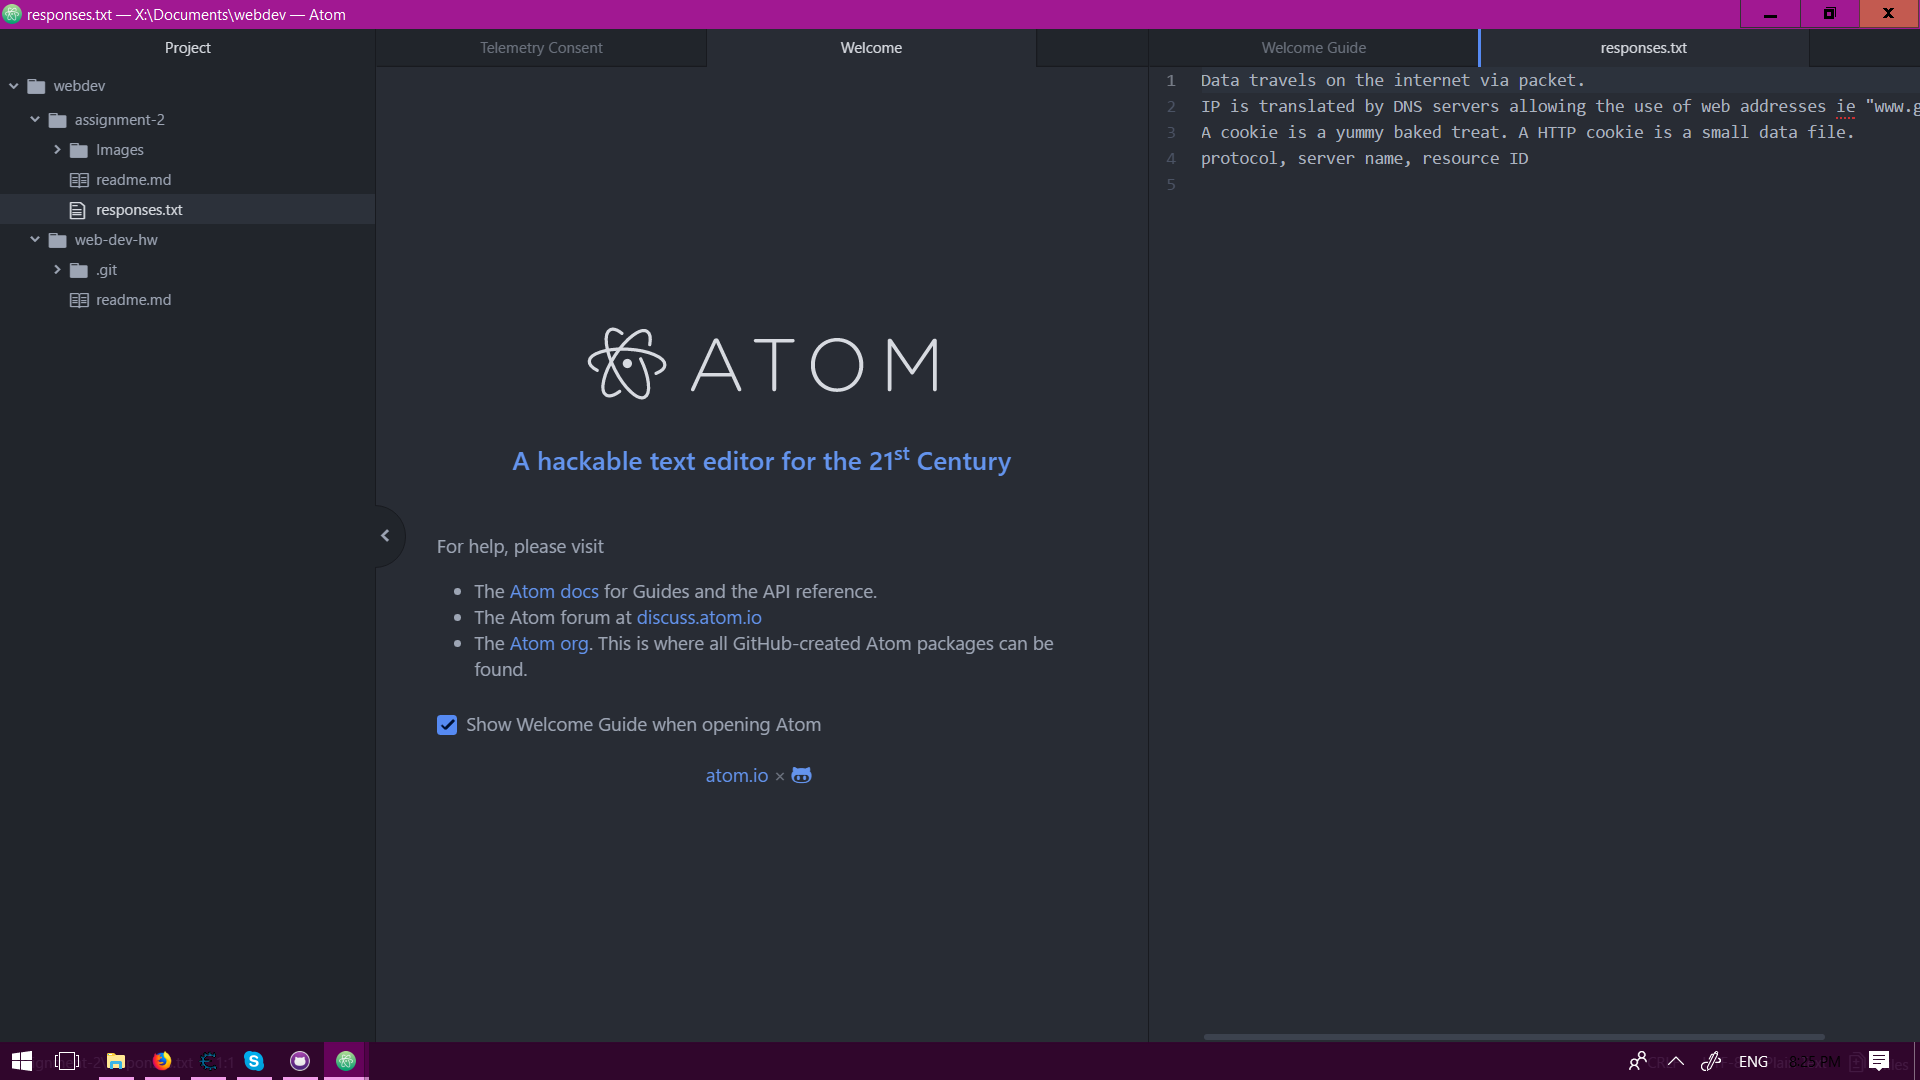 responses.txt — X:\Documents\webdev — Atom
Project
webdev
assignment-2
Images
readme.md
responses.txt
web-dev-hw
.git
readme.md
Telemetry Consent
Welcome
ATOM
A hackable text editor for the 21st Century
For help, please visit
The Atom docs for Guides and the API reference.
The Atom forum at discuss.atom.io
The Atom org. This is where all GitHub-created Atom packages can be
found.
Show Welcome Guide when opening Atom
atom.io ×
Welcome Guide
responses.txt
1 Data travels on the internet via packet.
2 IP is translated by DNS servers allowing the use of web addresses ie "www.g
3 A cookie is a yummy baked treat. A HTTP cookie is a small data file.
4 protocol, server name, resource ID
5
ENG
8:25 PM